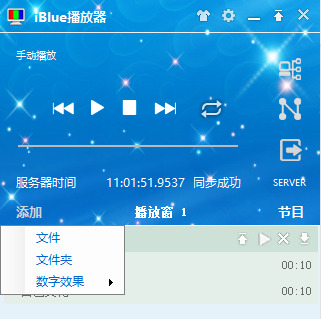 iBlue播放器
手动播放
服务器时间 11:01:51.9537 同步成功
SERVER
添加 播放窗 1 节目
文件
文件夹
数字效果
00:10
00:10